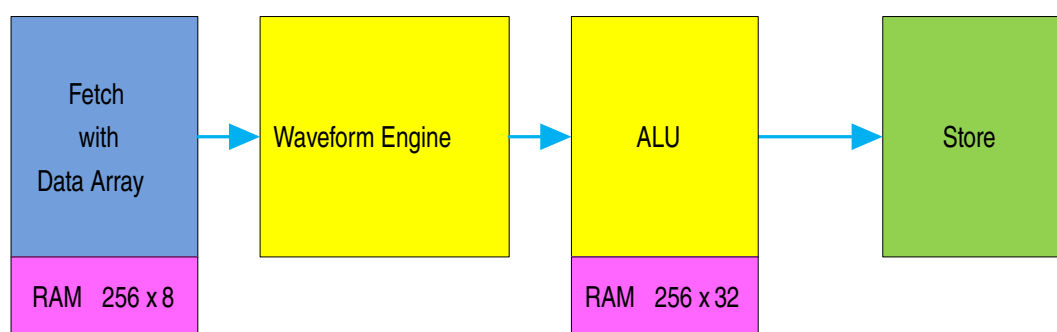 Fetch
with
Data Array
Waveform Engine
ALU
Store
RAM 256 x 8
RAM 256 x 32